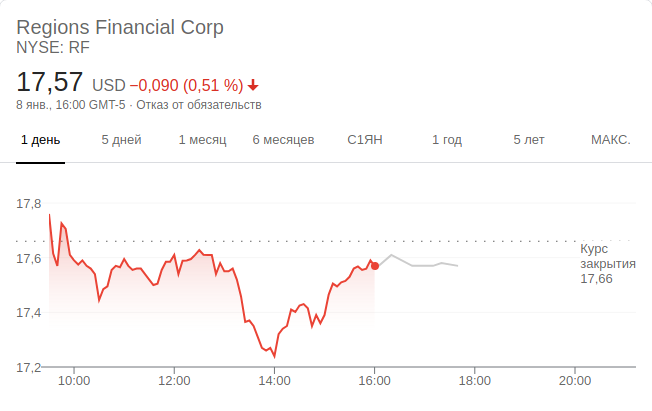 Regions Financial Corp
NYSE: RF
17,57 USD −0,090 (0,51 %)
8 янв., 16:00 GMT-5 · Отказ от обязательств
1 день 5 дней 1 месяц 6 месяцев С1ЯН 1 год 5 лет МАКС.
17,8
Курс
закрытия
17,66
17,6
17,4
17,2
10:00 12:00 14:00 16:00 18:00 20:00